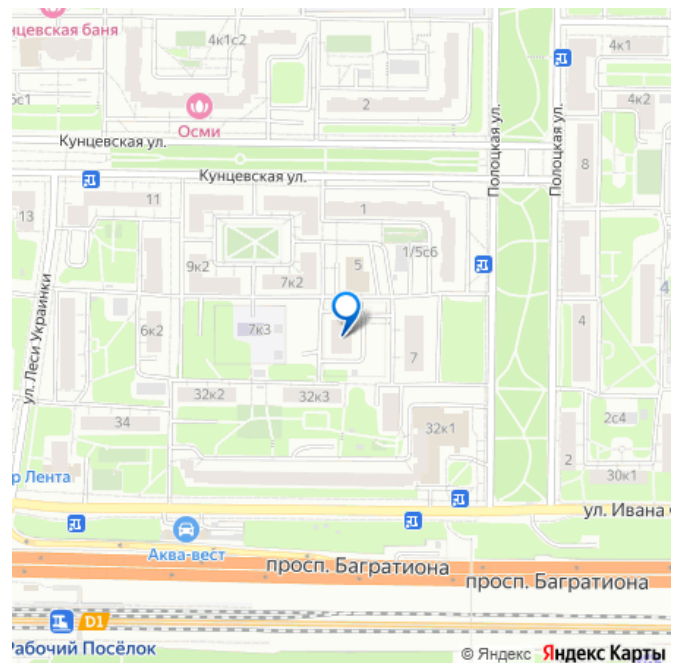 нцевская баня
4к1с2
4к1
5с1
Осми
2
4к2
Кунцевская ул.
Полоцкая ул.
Полоцкая ул.
8
Кунцевская ул.
11
13
1
1/5с6
9к2
7к2
5
ул. Леси Украинки
6к2
7к3
7
4
4
32к2
32к3
34
32к1
2с4
2
30к1
р Лента
ул. Ивана
Аква-вест
просп. Багратиона
просп. Багратиона
D1
Рабочий Посёлок
© Яндекс Яндекс Карты